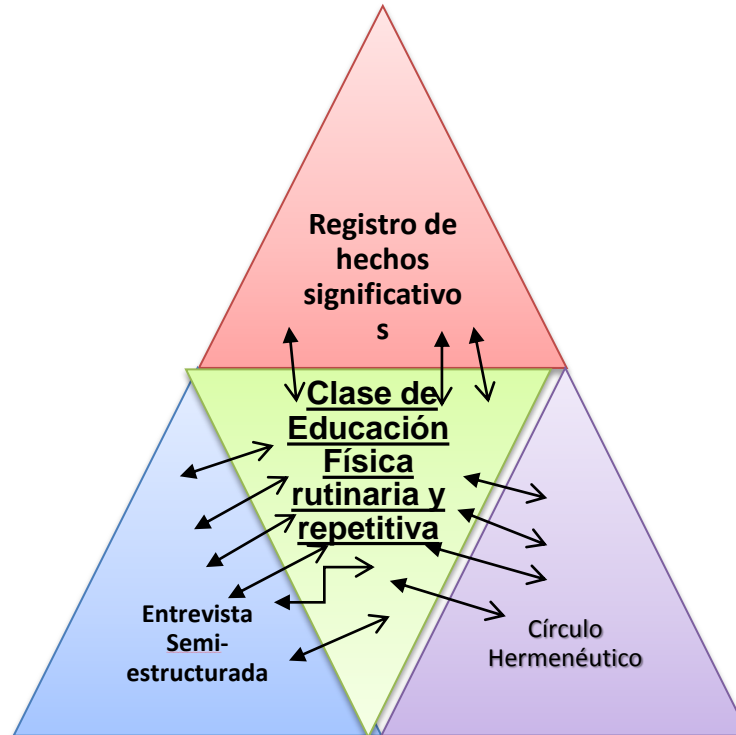 Registro de
hechos
significativo
s
Clase de
Educación
Física
rutinaria y
repetitiva
Entrevista
Semi-
estructurada
Círculo
Hermenéutico